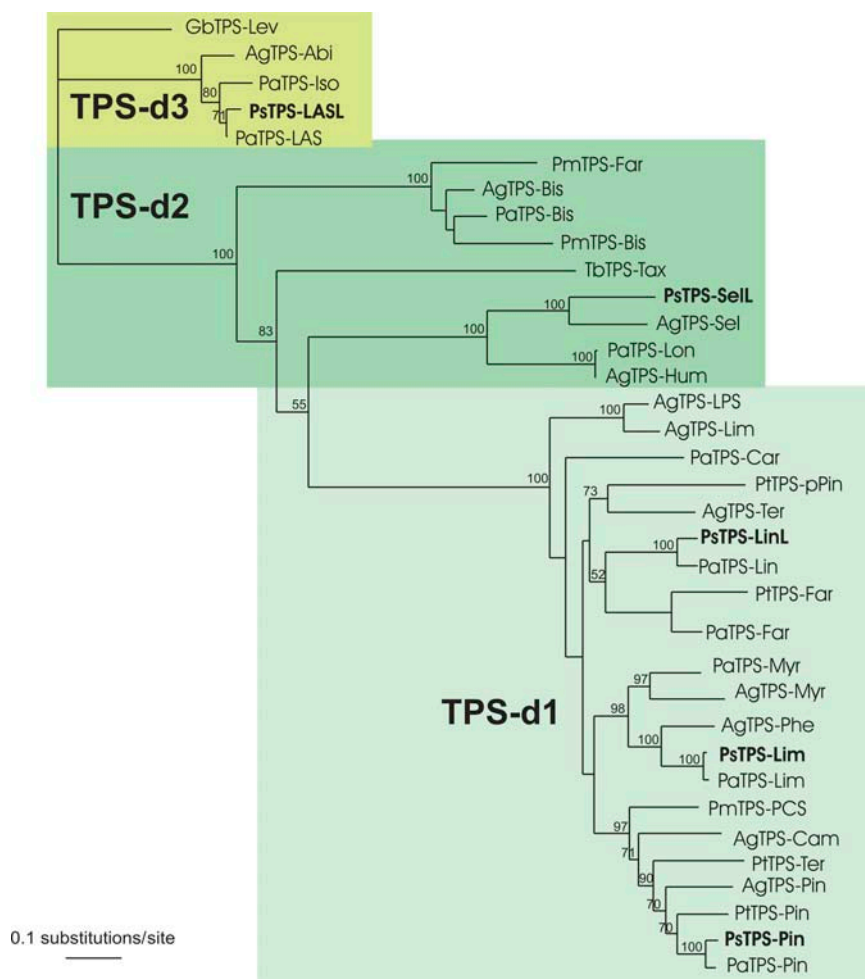 GbTPS-Lev
AgTPS-Abi
100
PaTPS-Iso
80
TPS-d3
PsTPS-LASL
71
PaTPS-LAS
PmTPS-Far
100
AgTPS-Bis
TPS-d2
PaTPS-Bis
PmTPS-Bis
100
TbTPS-Tax
PsTPS-SelL
100
AgTPS-Sel
83
100
PaTPS-Lon
100
AgTPS-Hum
55
AgTPS-LPS
100
AgTPS-Lim
PaTPS-Car
100
PtTPS-pPin
73
AgTPS-Ter
PsTPS-LinL
100
PaTPS-Lin
52
PtTPS-Far
PaTPS-Far
PaTPS-Myr
97
AgTPS-Myr
98
TPS-d1
AgTPS-Phe
100
PsTPS-Lim
100
PaTPS-Lim
PmTPS-PCS
97
AgTPS-Cam
71
PtTPS-Ter
90
AgTPS-Pin
70
PtTPS-Pin
70
PsTPS-Pin
100
PaTPS-Pin
0.1 substitutions/site